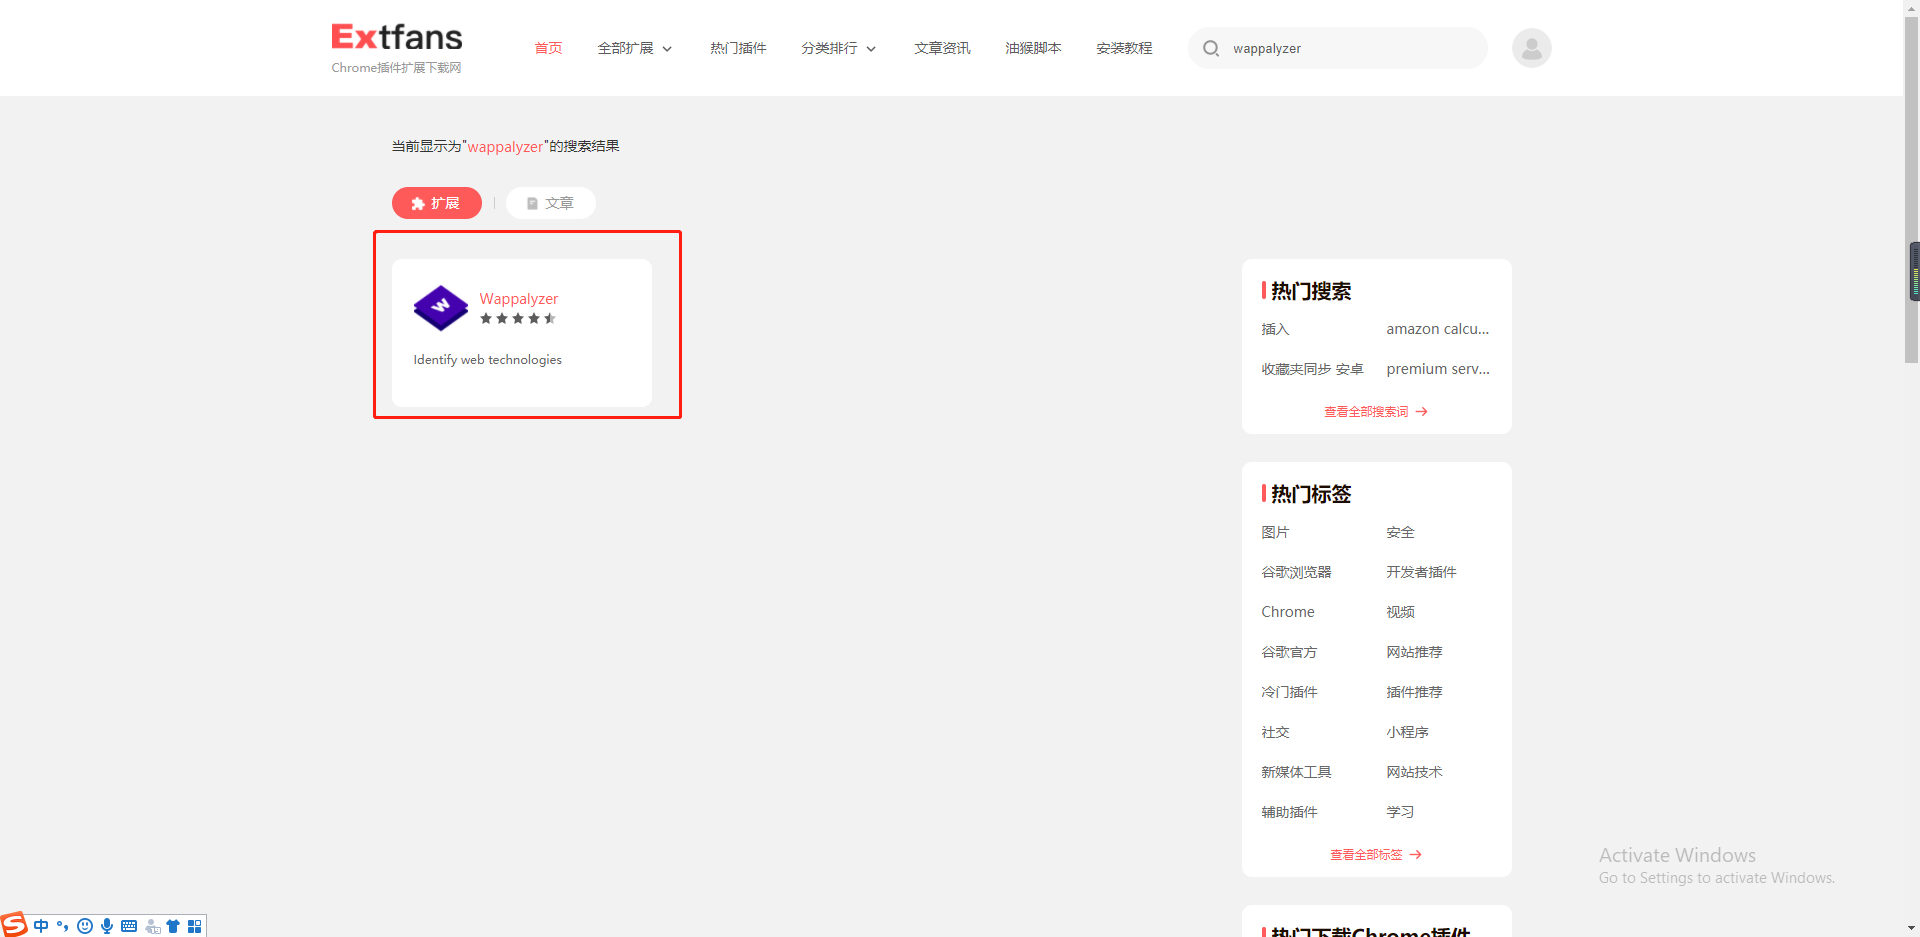 Extfans
Chrome插件扩展下载网
首页 全部扩展 热门插件 分类排行 文章资讯 油猴脚本 安装教程 wappalyzer
当前显示为"wappalyzer"的搜索结果
扩展 文章
Wappalyzer
Identify web technologies
热门搜索
插入 amazon calcu...
收藏夹同步 安卓 premium serv...
查看全部搜索词
热门标签
图片 安全
谷歌浏览器 开发者插件
Chrome 视频
谷歌官方 网站推荐
冷门插件 插件推荐
社交 小程序
新媒体工具 网站技术
辅助插件 学习
查看全部标签
热门下载Chrome插件
Activate Windows
Go to Settings to activate Windows.
中